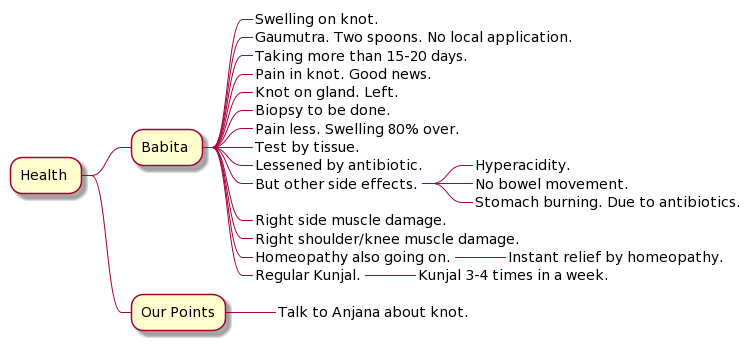 Health
Babita
Swelling on knot.
Gaumutra. Two spoons. No local application.
Taking more than 15-20 days.
Pain in knot. Good news.
Knot on gland. Left.
Biopsy to be done.
Pain less. Swelling 80% over.
Test by tissue.
Lessened by antibiotic.
But other side effects.
Hyperacidity.
No bowel movement.
Stomach burning. Due to antibiotics.
Right side muscle damage.
Right shoulder/knee muscle damage.
Homeopathy also going on.
Instant relief by homeopathy.
Regular Kunjal.
Kunjal 3-4 times in a week.
Our Points
Talk to Anjana about knot.